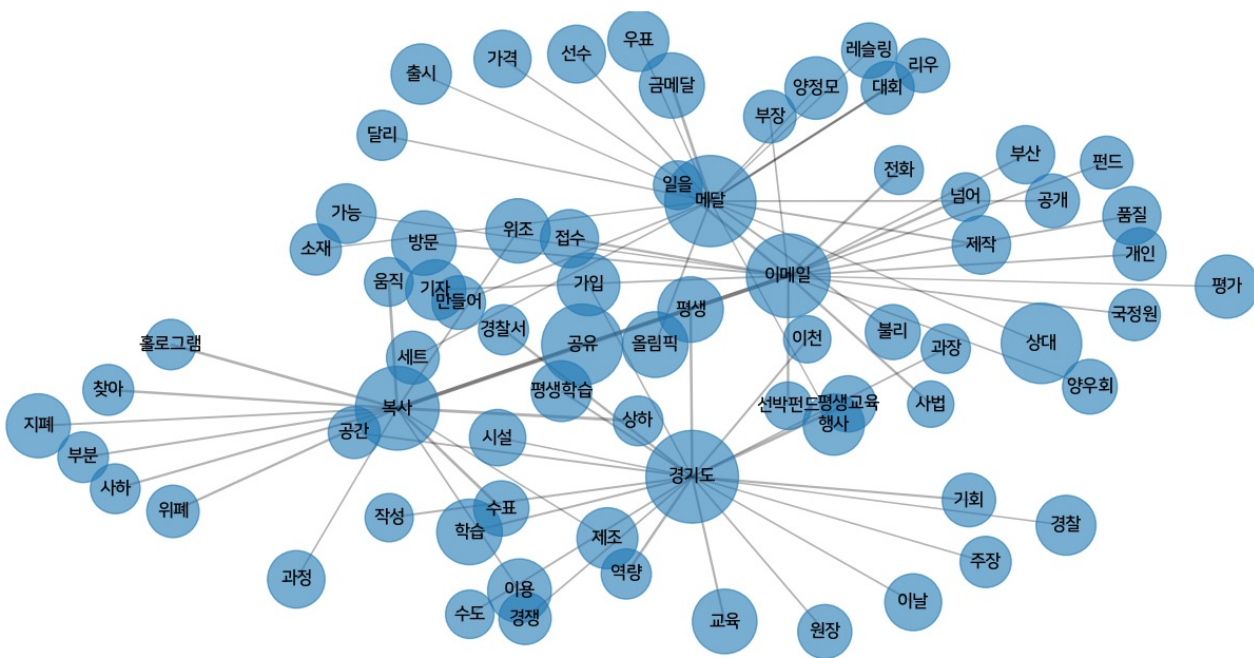 우표
레슬링
리우
선수
가격
출시
금메달
양정모
대회
부장
달리
부산
펀드
전화
일을
메달
넘어
공개
품질
가능
위조
접수
방문
소재
제작
개인
이메일
움직
기자
만들어
가입
평가
평생
국정원
경찰서
이천
불리
홀로그램
세트
공유
올림픽
과장
상대
찾아
평생학습
양우회
복사
선박펀드
평생교육
사법
지폐
공간
상하
행사
시설
부분
경기도
사하
위폐
작성
수표
기회
학습
제조
경찰
과정
역량
주장
이용
수도
경쟁
교육
원장
이날